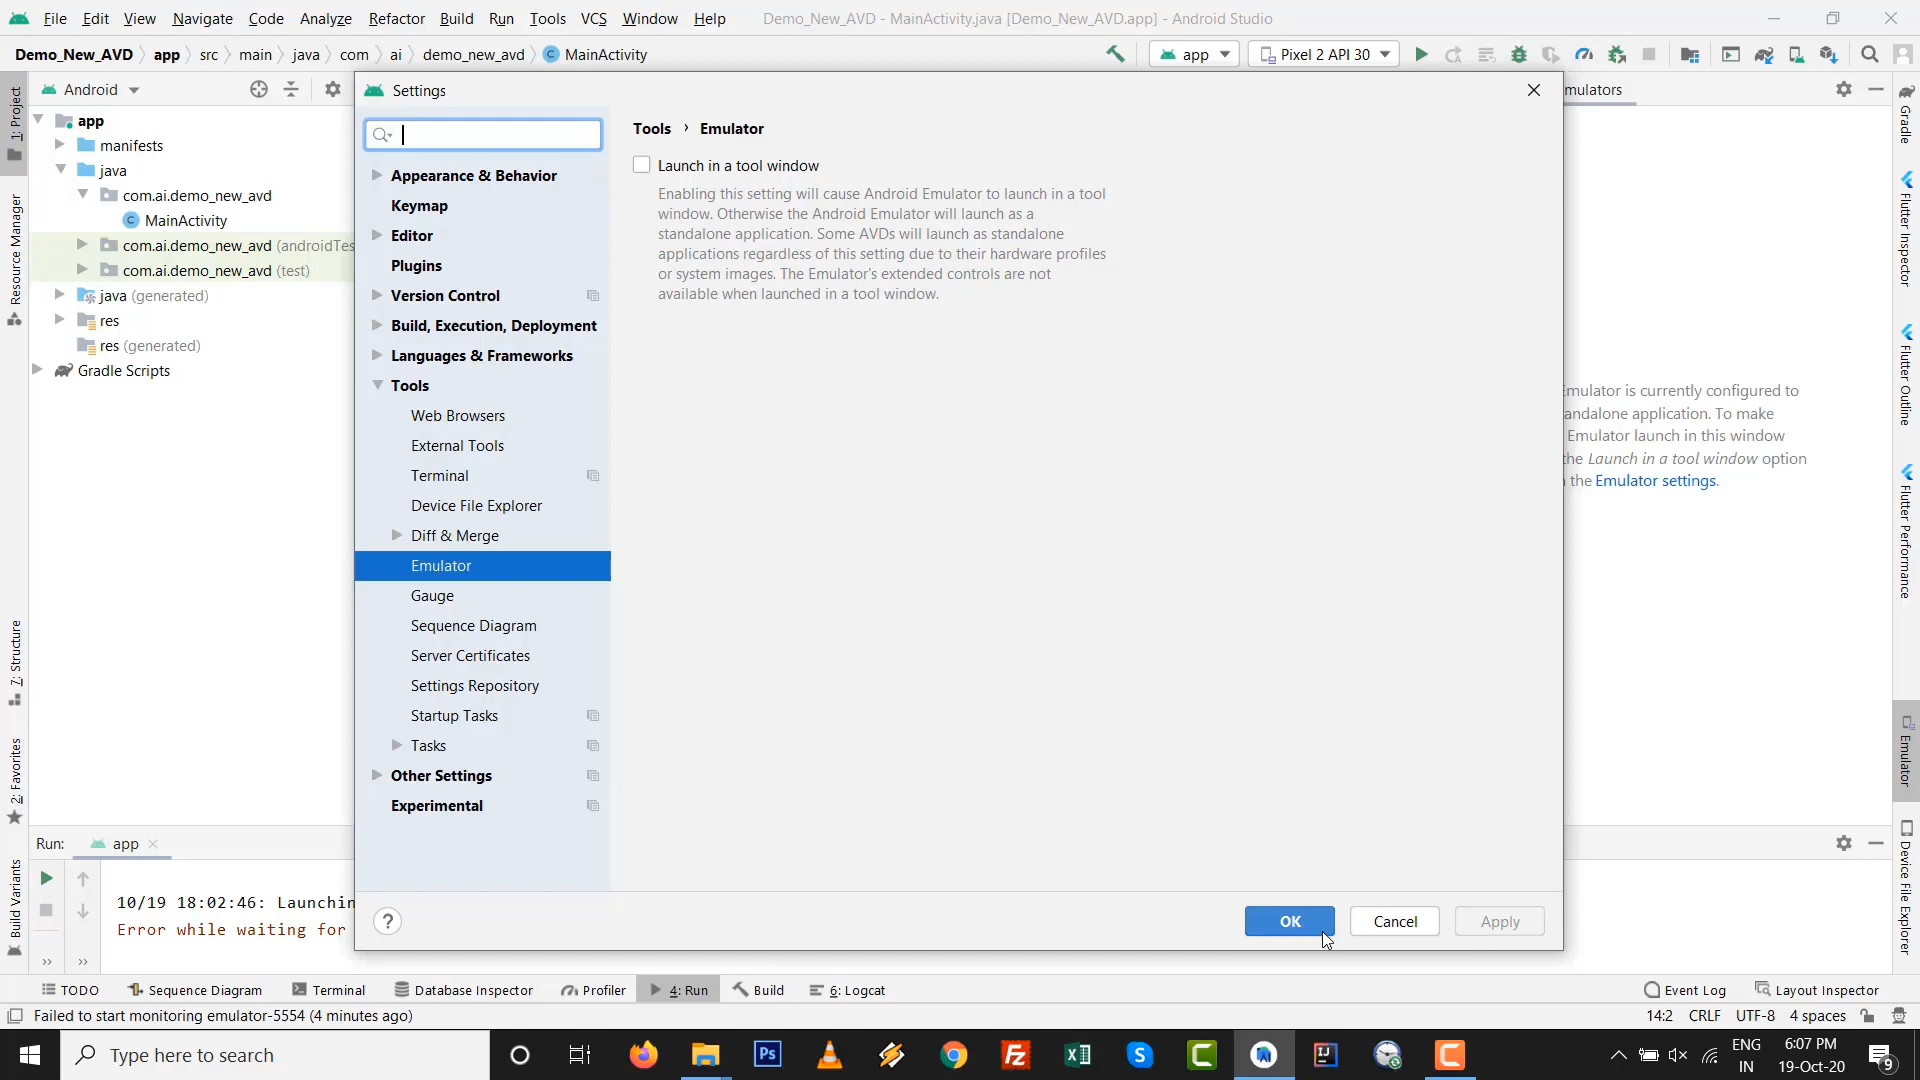 File Edit View Navigate Code Analyze Refactor Build Run Tools VCS Window Help Demo_New_AVD - MainActivity.java [Demo_New_AVD.app] - Android Studio
Demo_New_AVD app src main java com ai demo_new_avd MainActivity app Pixel 2 API 30
Android
Settings
mulators
1: Project
Resource Manager
7: Structure
2: Favorites
Build Variants
app
manifests
java
com.ai.demo_new_avd
MainActivity
com.ai.demo_new_avd (androidTes
com.ai.demo_new_avd (test)
java (generated)
res
res (generated)
Gradle Scripts
Appearance & Behavior
Keymap
Editor
Plugins
Version Control
Build, Execution, Deployment
Languages & Frameworks
Tools
Web Browsers
External Tools
Terminal
Device File Explorer
Diff & Merge
Emulator
Gauge
Sequence Diagram
Server Certificates
Settings Repository
Startup Tasks
Tasks
Other Settings
Experimental
Tools › Emulator
Launch in a tool window
Enabling this setting will cause Android Emulator to launch in a tool
window. Otherwise the Android Emulator will launch as a
standalone application. Some AVDs will launch as standalone
applications regardless of this setting due to their hardware profiles
or system images. The Emulator's extended controls are not
available when launched in a tool window.
?
OK Cancel Apply
Emulator is currently configured to
andalone application. To make
Emulator launch in this window
the Launch in a tool window option
the Emulator settings.
Gradle
Flutter Inspector
Flutter Outline
Flutter Performance
Emulator
Device File Explorer
Run: app
10/19 18:02:46: Launchin
Error while waiting for
TODO Sequence Diagram Terminal Database Inspector Profiler 4: Run Build 6: Logcat Event Log Layout Inspector
Failed to start monitoring emulator-5554 (4 minutes ago) 14:2 CRLF UTF-8 4 spaces
Type here to search
ENG
IN
6:07 PM
19-Oct-20
9